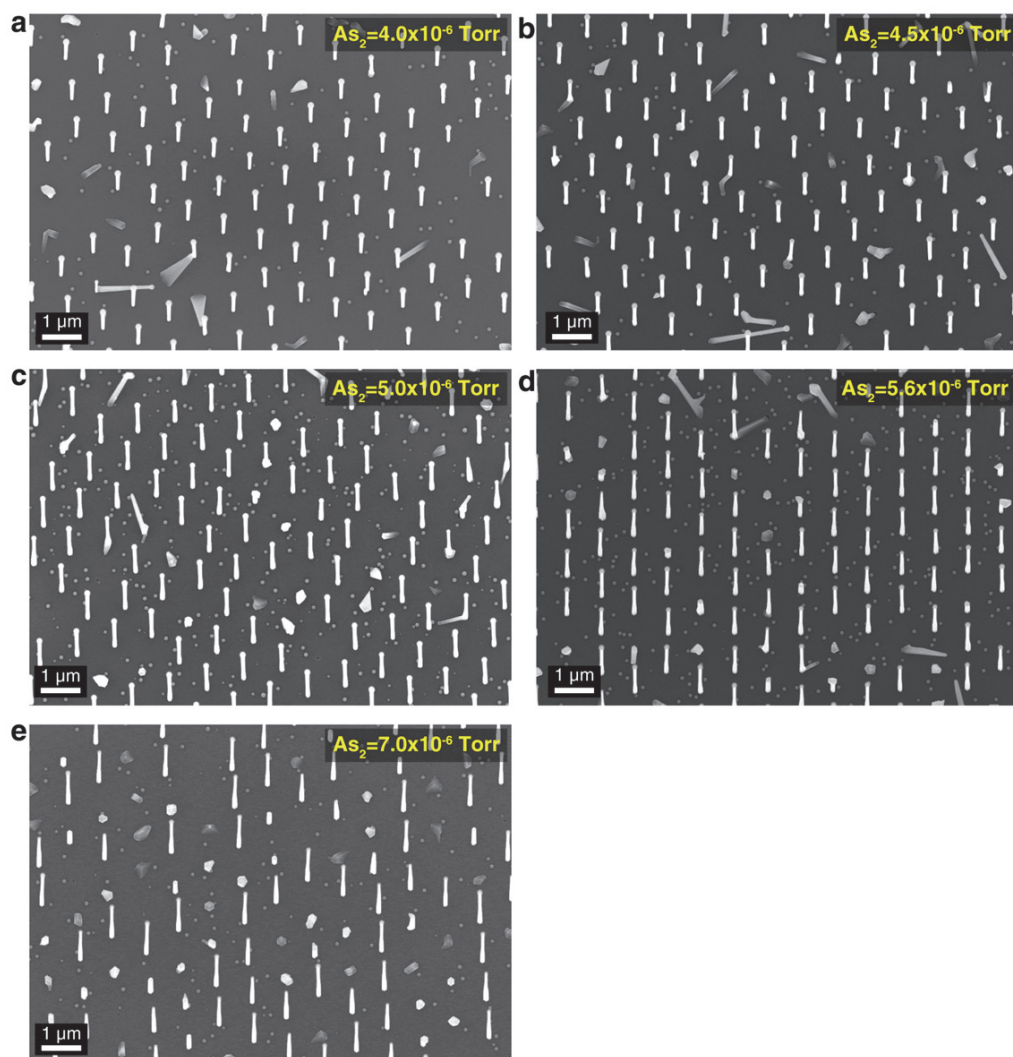 a
As₂=4.0x10⁻⁶ Torr
1 µm
b
As₂=4.5x10⁻⁶ Torr
1 µm
c
As₂=5.0x10⁻⁶ Torr
1 µm
d
As₂=5.6x10⁻⁶ Torr
1 µm
e
As₂=7.0x10⁻⁶ Torr
1 µm